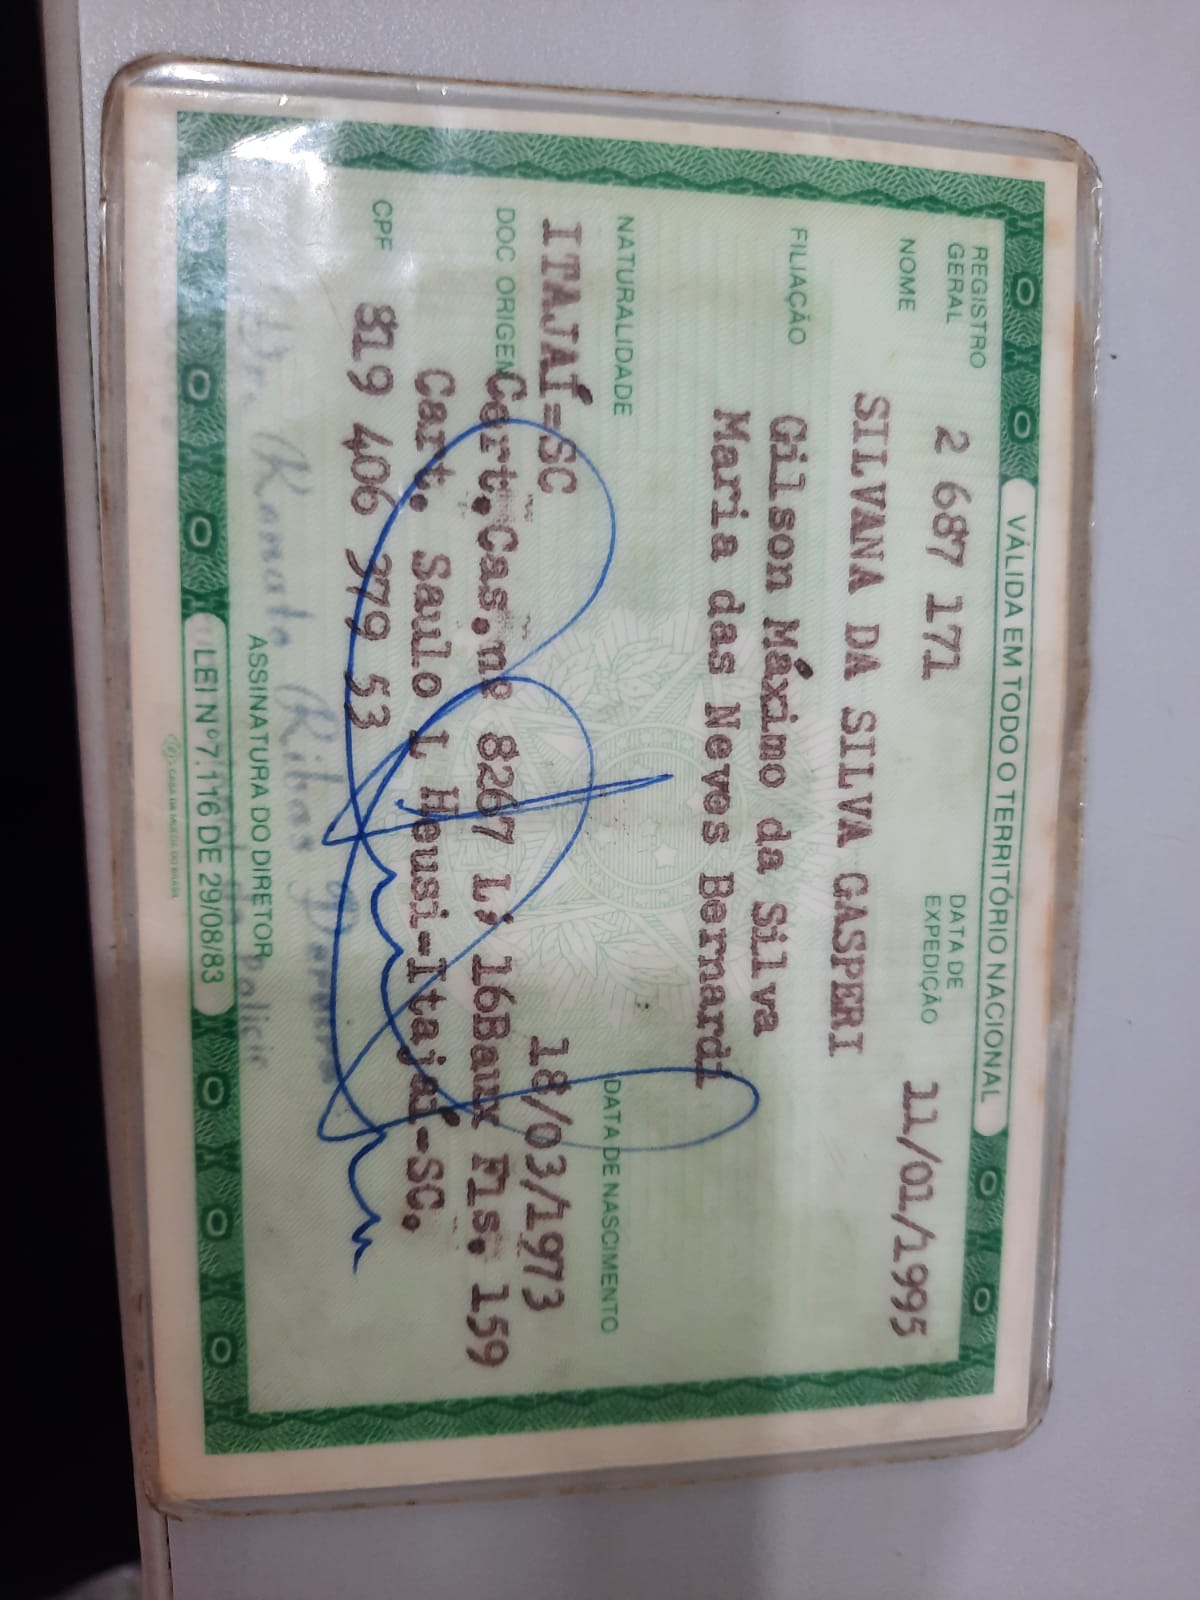 VÁLIDA EM TODO O TERRITÓRIO NACIONAL
REGISTRO GERAL 2 687 171 DATA DE EXPEDIÇÃO 11/01/1995
NOME SILVANA DA SILVA GASPERI
FILIAÇÃO Gilson Máximo da Silva
Maria das Neves Bernardi
NATURALIDADE DATA DE NASCIMENTO
ITAJAÍ-SC 18/03/1973
DOC ORIGEM Cert.Cas.nº 8267 L, 16Baux Fls. 159
Cart. Saulo L Heusi-Itajaí-SC.
CPF 819 406 379 53
Renato Ribas
ASSINATURA DO DIRETOR
LEI Nº 7.116 DE 29/08/83
CASA DA MOEDA DO BRASIL